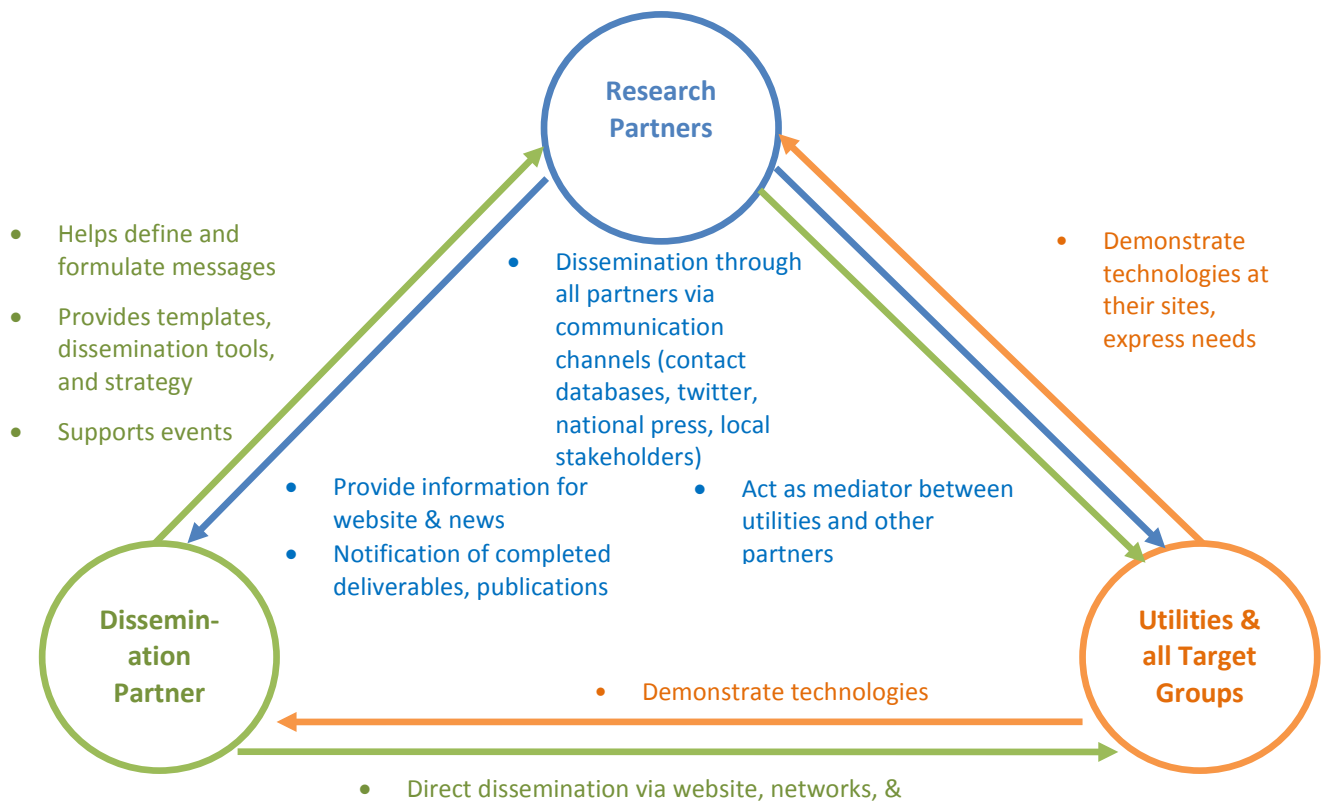 Research
Partners
• Helps define and
formulate messages
• Provides templates,
dissemination tools,
and strategy
• Supports events
• Dissemination through
all partners via
communication
channels (contact
databases, twitter,
national press, local
stakeholders)
• Demonstrate
technologies at
their sites,
express needs
• Provide information for
website & news
• Notification of completed
deliverables, publications
• Act as mediator between
utilities and other
partners
Dissemin-
ation
Partner
Utilities &
all Target
Groups
• Demonstrate technologies
• Direct dissemination via website, networks, &